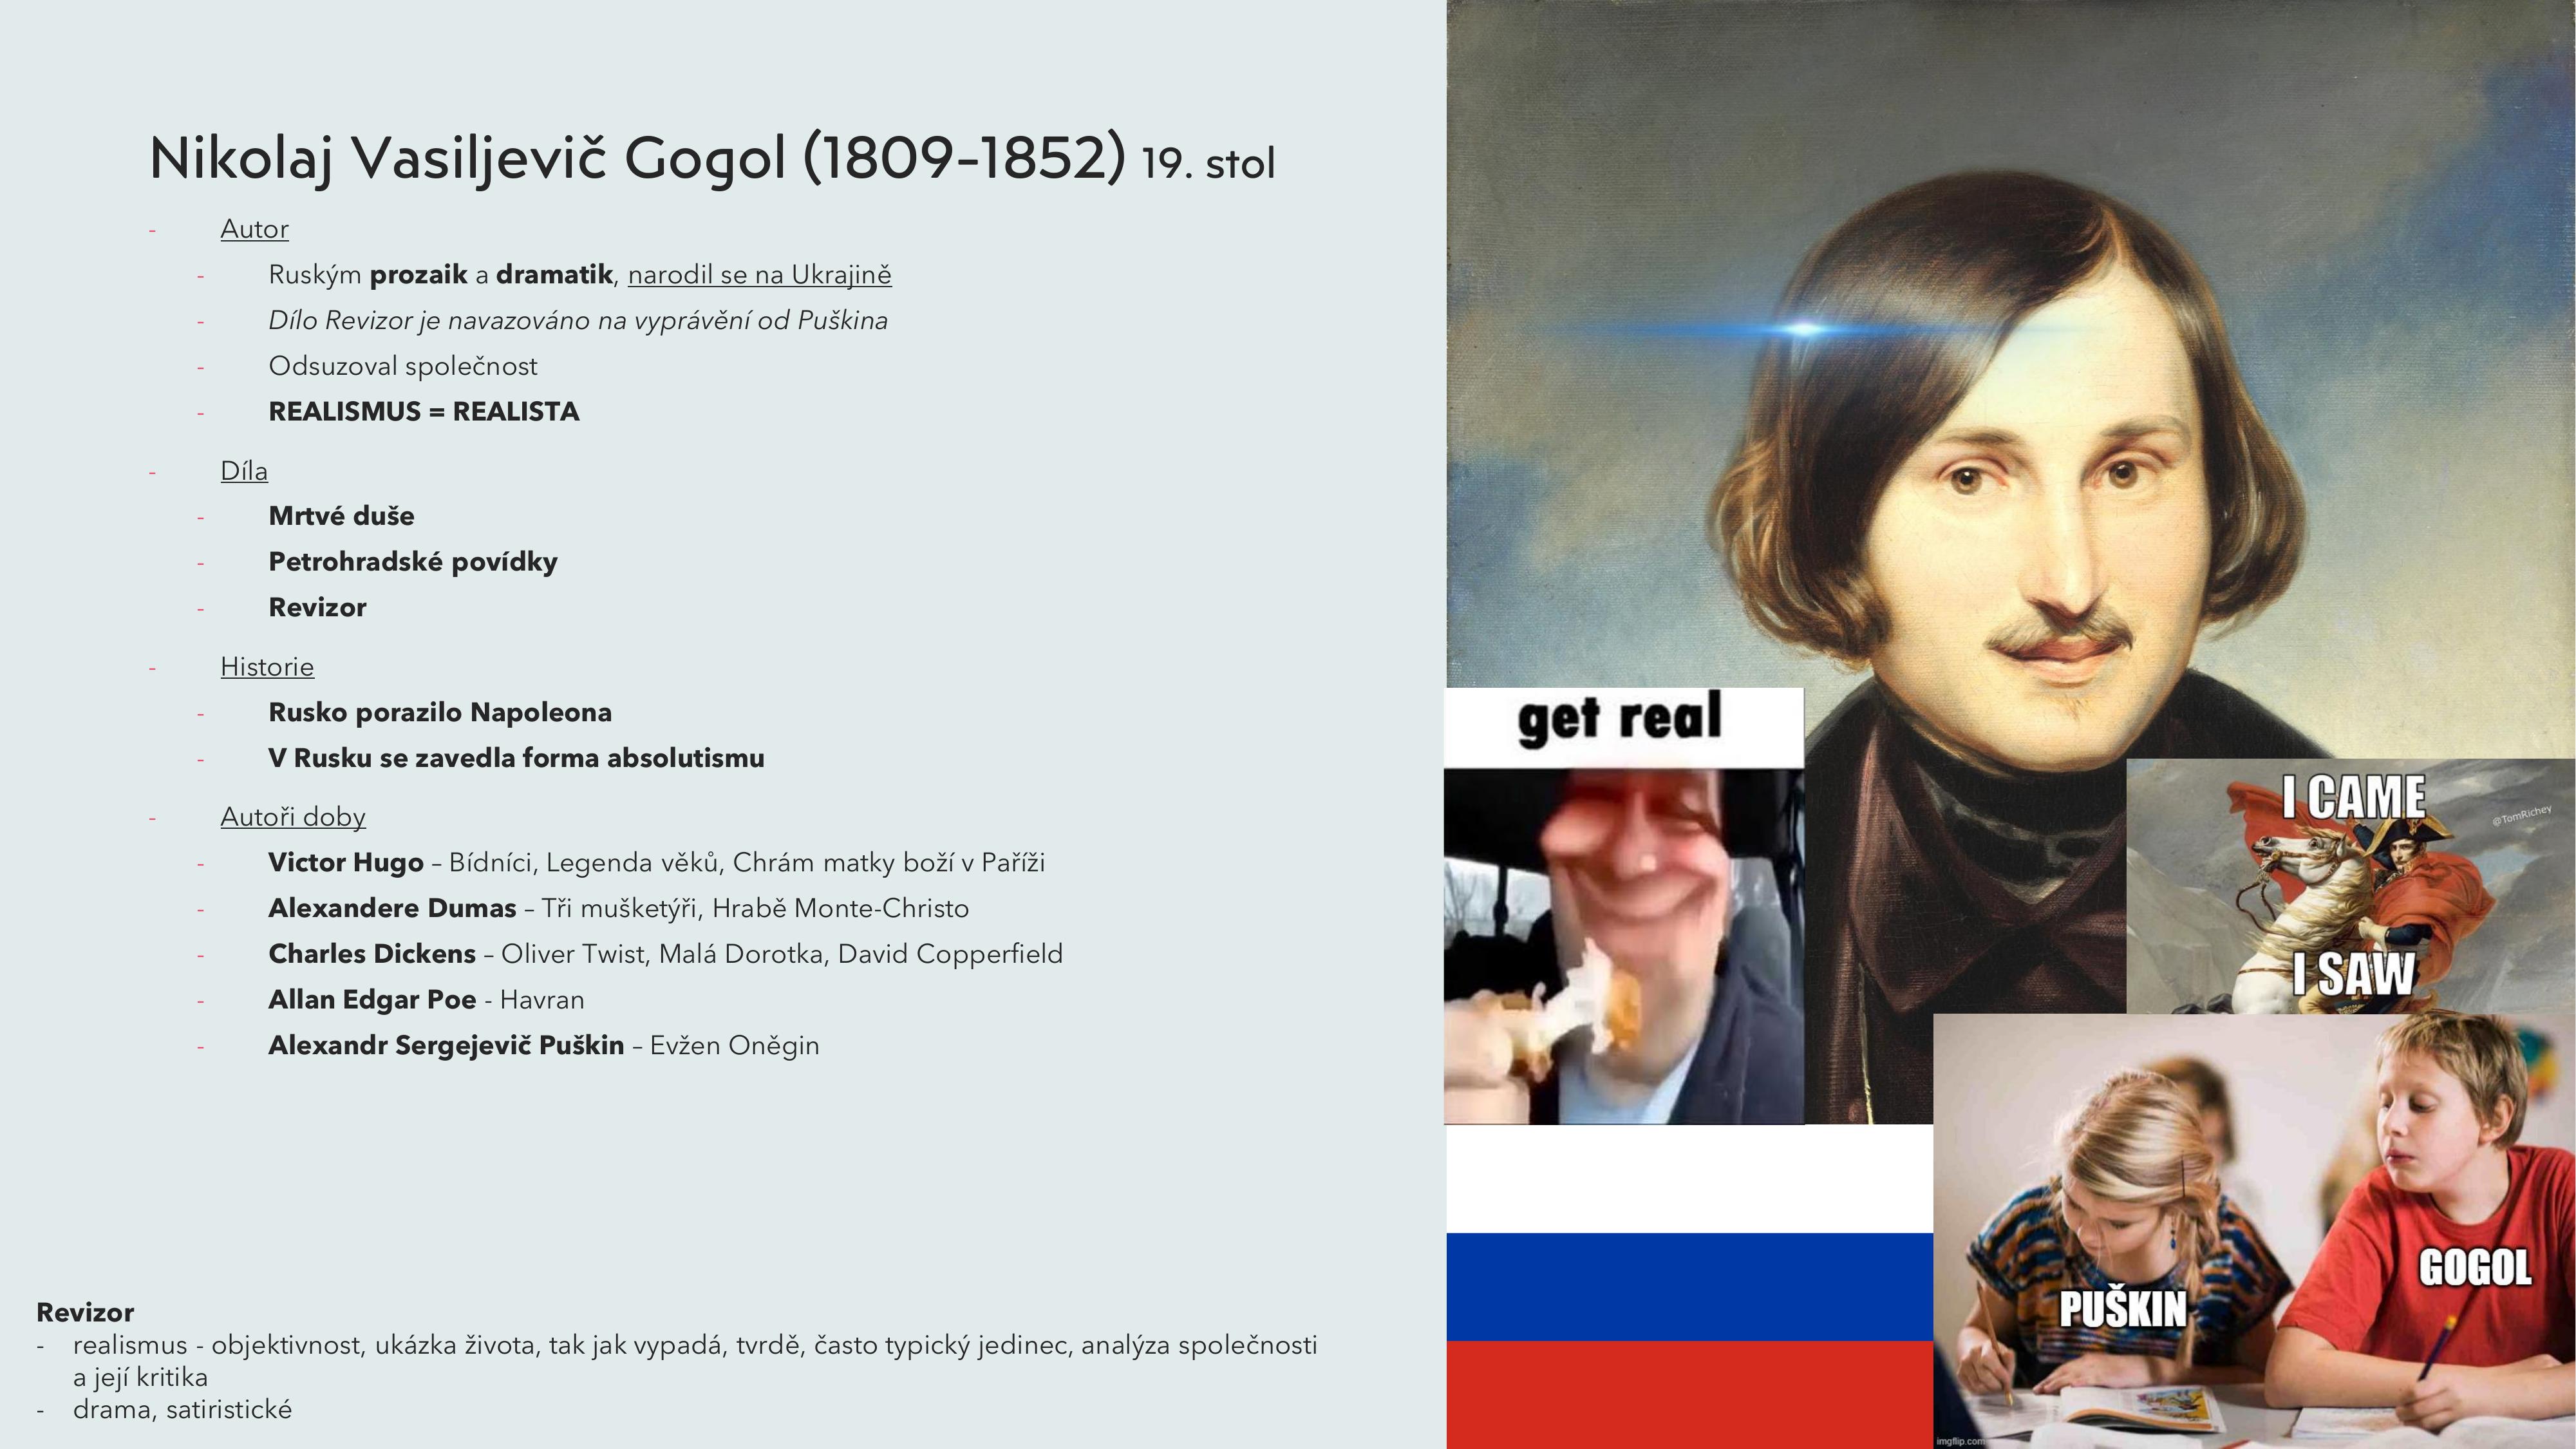 Nikolaj Vasiljevič Gogol (1809-1852) 19. stol
- Autor
- Ruským prozaik a dramatik, narodil se na Ukrajině
- Dílo Revizor je navazováno na vyprávění od Puškina
- Odsuzoval společnost
- REALISMUS = REALISTA
- Díla
- Mrtvé duše
- Petrohradské povídky
- Revizor
- Historie
- Rusko porazilo Napoleona
- V Rusku se zavedla forma absolutismu
- Autoři doby
- Victor Hugo – Bídníci, Legenda věků, Chrám matky boží v Paříži
- Alexandere Dumas – Tři mušketýři, Hrabě Monte-Christo
- Charles Dickens – Oliver Twist, Malá Dorotka, David Copperfield
- Allan Edgar Poe - Havran
- Alexandr Sergejevič Puškin – Evžen Oněgin
Revizor
- realismus - objektivnost, ukázka života, tak jak vypadá, tvrdě, často typický jedinec, analýza společnosti
a její kritika
- drama, satiristické
get real
I CAME
@TomRichey
I SAW
GOGOL
PUŠKIN
imgflip.com